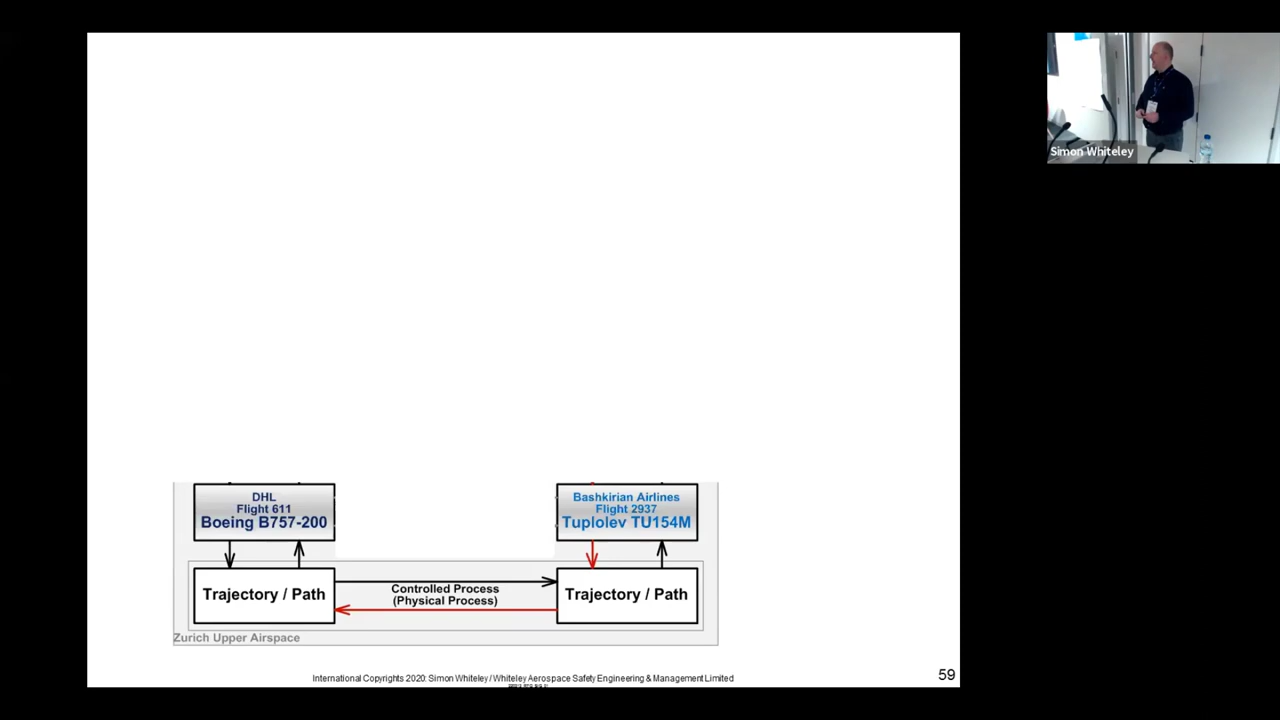 Simon Whiteley
DHL
Flight 611
Boeing B757-200
Bashkirian Airlines
Flight 2937
Tuplolev TU154M
Trajectory / Path
Controlled Process
(Physical Process)
Trajectory / Path
Zurich Upper Airspace
International Copyrights 2020: Simon Whiteley / Whiteley Aerospace Safety Engineering & Management Limited
59